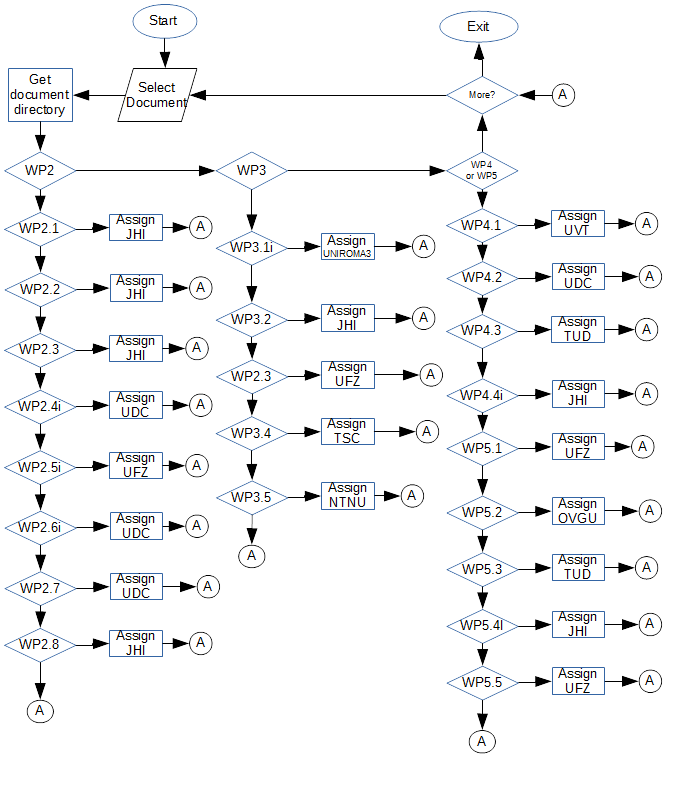 Start
Exit
Get
document
directory
Select
Document
More?
A
WP2
WP3
WP4
or WP5
WP2.1
Assign
JHI
A
WP2.2
Assign
JHI
A
WP2.3
Assign
JHI
A
WP2.4i
Assign
UDC
A
WP2.5i
Assign
UFZ
A
WP2.6i
Assign
UDC
A
WP2.7
Assign
UDC
A
WP2.8
Assign
JHI
A
A
WP3.1i
Assign
UNIROMA3
A
WP3.2
Assign
JHI
A
WP2.3
Assign
UFZ
A
WP3.4
Assign
TSC
A
WP3.5
Assign
NTNU
A
A
WP4.1
Assign
UVT
A
WP4.2
Assign
UDC
A
WP4.3
Assign
TUD
A
WP4.4i
Assign
JHI
A
WP5.1
Assign
UFZ
A
WP5.2
Assign
OVGU
A
WP5.3
Assign
TUD
A
WP5.4I
Assign
JHI
A
WP5.5
Assign
UFZ
A
A